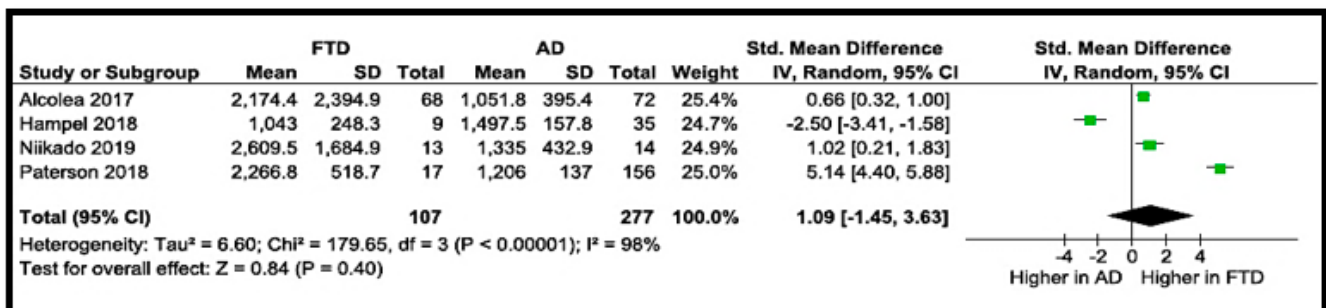 FTD AD Std. Mean Difference Std. Mean Difference
Study or Subgroup Mean SD Total Mean SD Total Weight IV, Random, 95% CI IV, Random, 95% CI
Alcolea 2017 2,174.4 2,394.9 68 1,051.8 395.4 72 25.4% 0.66 [0.32, 1.00]
Hampel 2018 1,043 248.3 9 1,497.5 157.8 35 24.7% -2.50 [-3.41, -1.58]
Niikado 2019 2,609.5 1,684.9 13 1,335 432.9 14 24.9% 1.02 [0.21, 1.83]
Paterson 2018 2,266.8 518.7 17 1,206 137 156 25.0% 5.14 [4.40, 5.88]
Total (95% CI) 107 277 100.0% 1.09 [-1.45, 3.63]
Heterogeneity: Tau² = 6.60; Chi² = 179.65, df = 3 (P < 0.00001); I² = 98%
Test for overall effect: Z = 0.84 (P = 0.40)
-4 -2 0 2 4
Higher in AD Higher in FTD